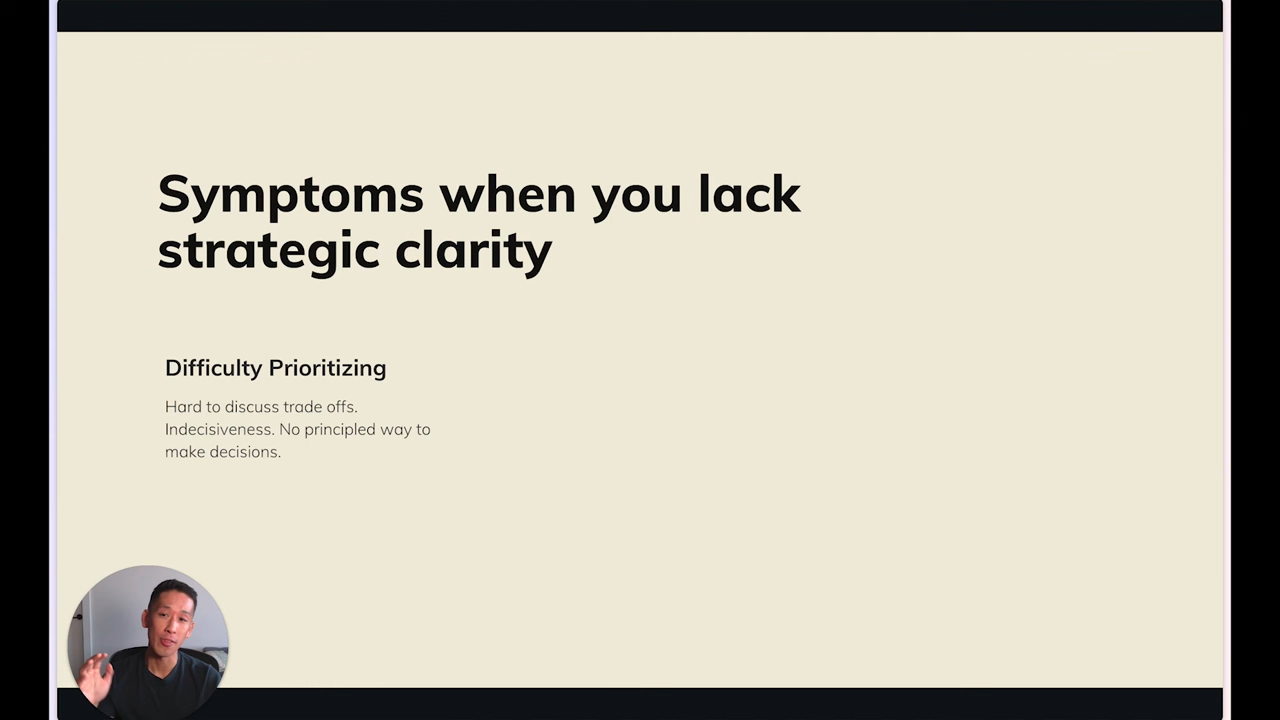 Symptoms when you lack
strategic clarity
Difficulty Prioritizing
Hard to discuss trade offs.
Indecisiveness. No principled way to
make decisions.